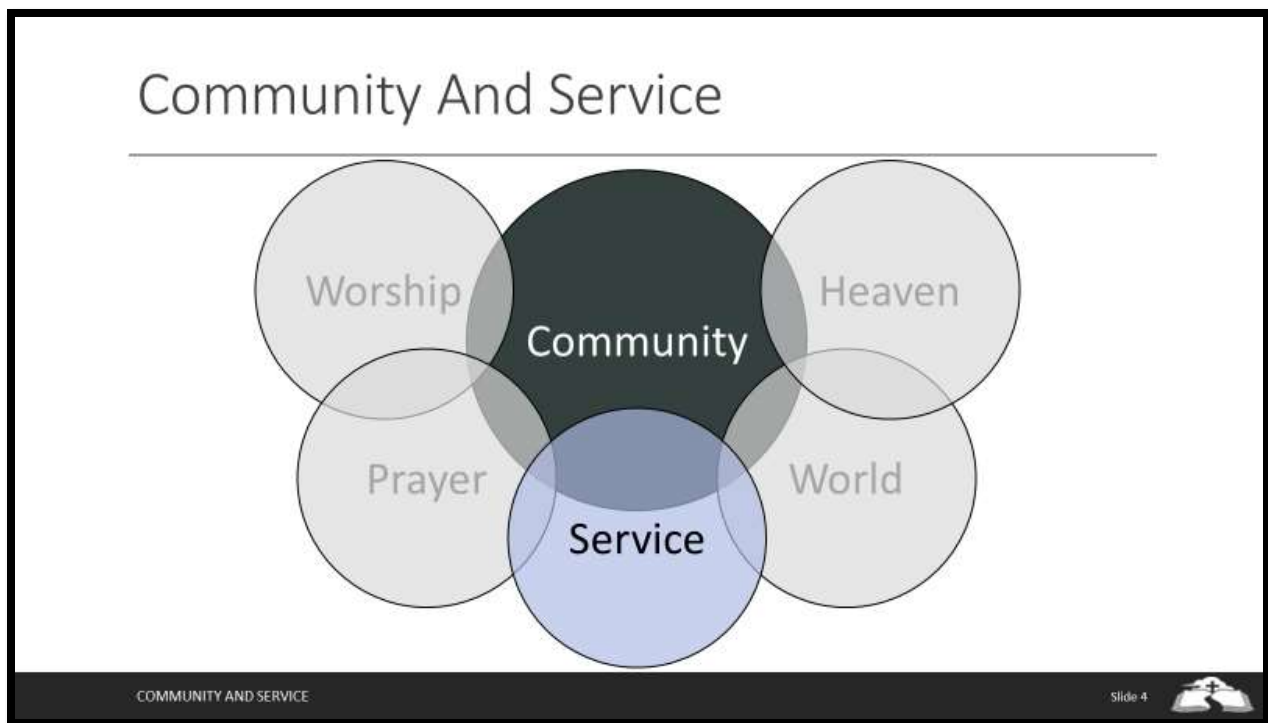 Community And Service
Worship
Heaven
Community
Prayer
World
Service
COMMUNITY AND SERVICE
Slide 4